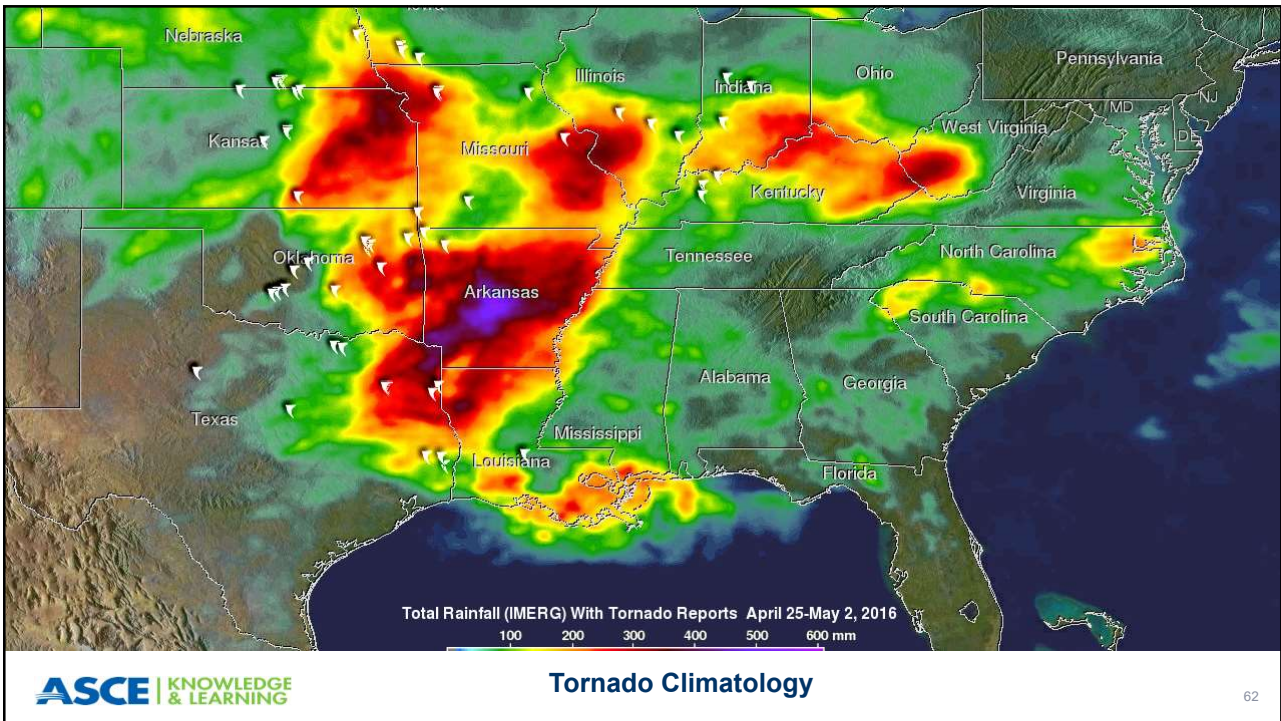 Iowa
Nebraska
Pennsylvania
Illinois
Ohio
Indiana
NJ
MD
West Virginia
DE
Kansas
Missouri
Kentucky
Virginia
Oklahoma
Tennessee
North Carolina
Arkansas
South Carolina
Alabama
Georgia
Texas
Mississippi
Louisiana
Florida
Total Rainfall (IMERG) With Tornado Reports April 25-May 2, 2016
100 200 300 400 500 600 mm
ASCE | KNOWLEDGE
& LEARNING
Tornado Climatology
62